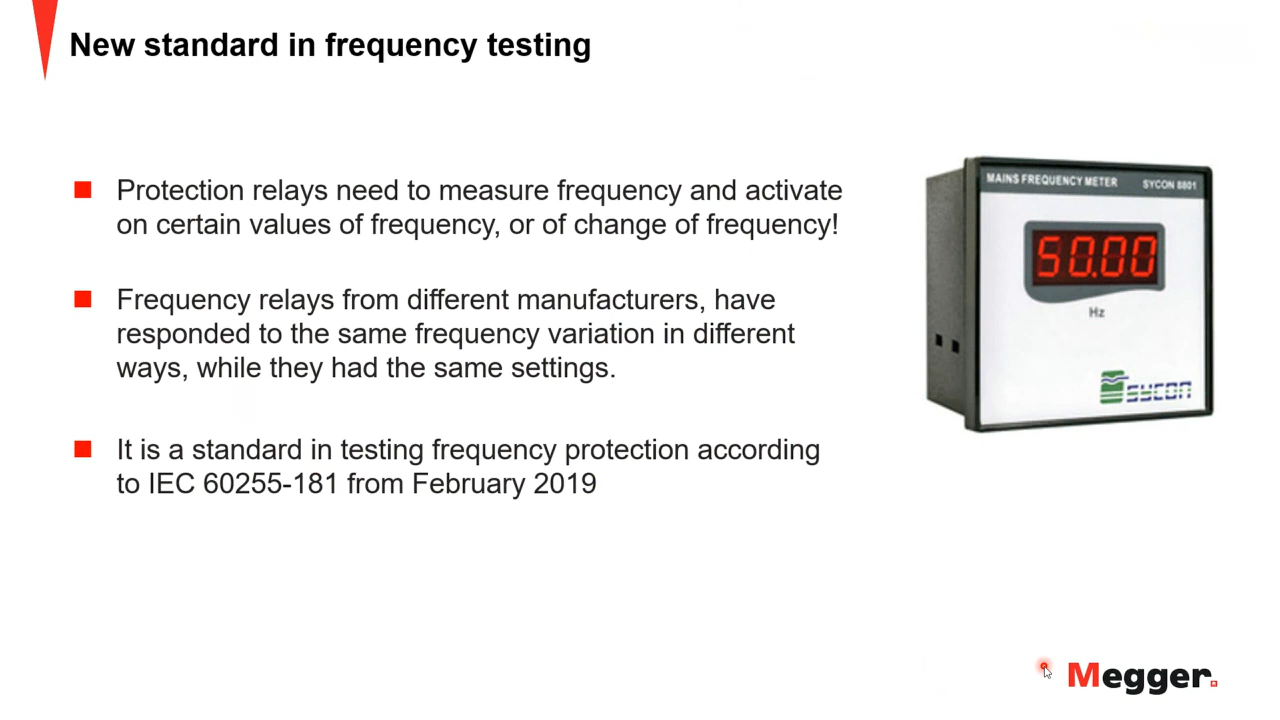 New standard in frequency testing
Protection relays need to measure frequency and activate
on certain values of frequency, or of change of frequency!
Frequency relays from different manufacturers, have
responded to the same frequency variation in different
ways, while they had the same settings.
It is a standard in testing frequency protection according
to IEC 60255-181 from February 2019
MAINS FREQUENCY METER SYCON 8801
50.00
Hz
SYCON
Megger.